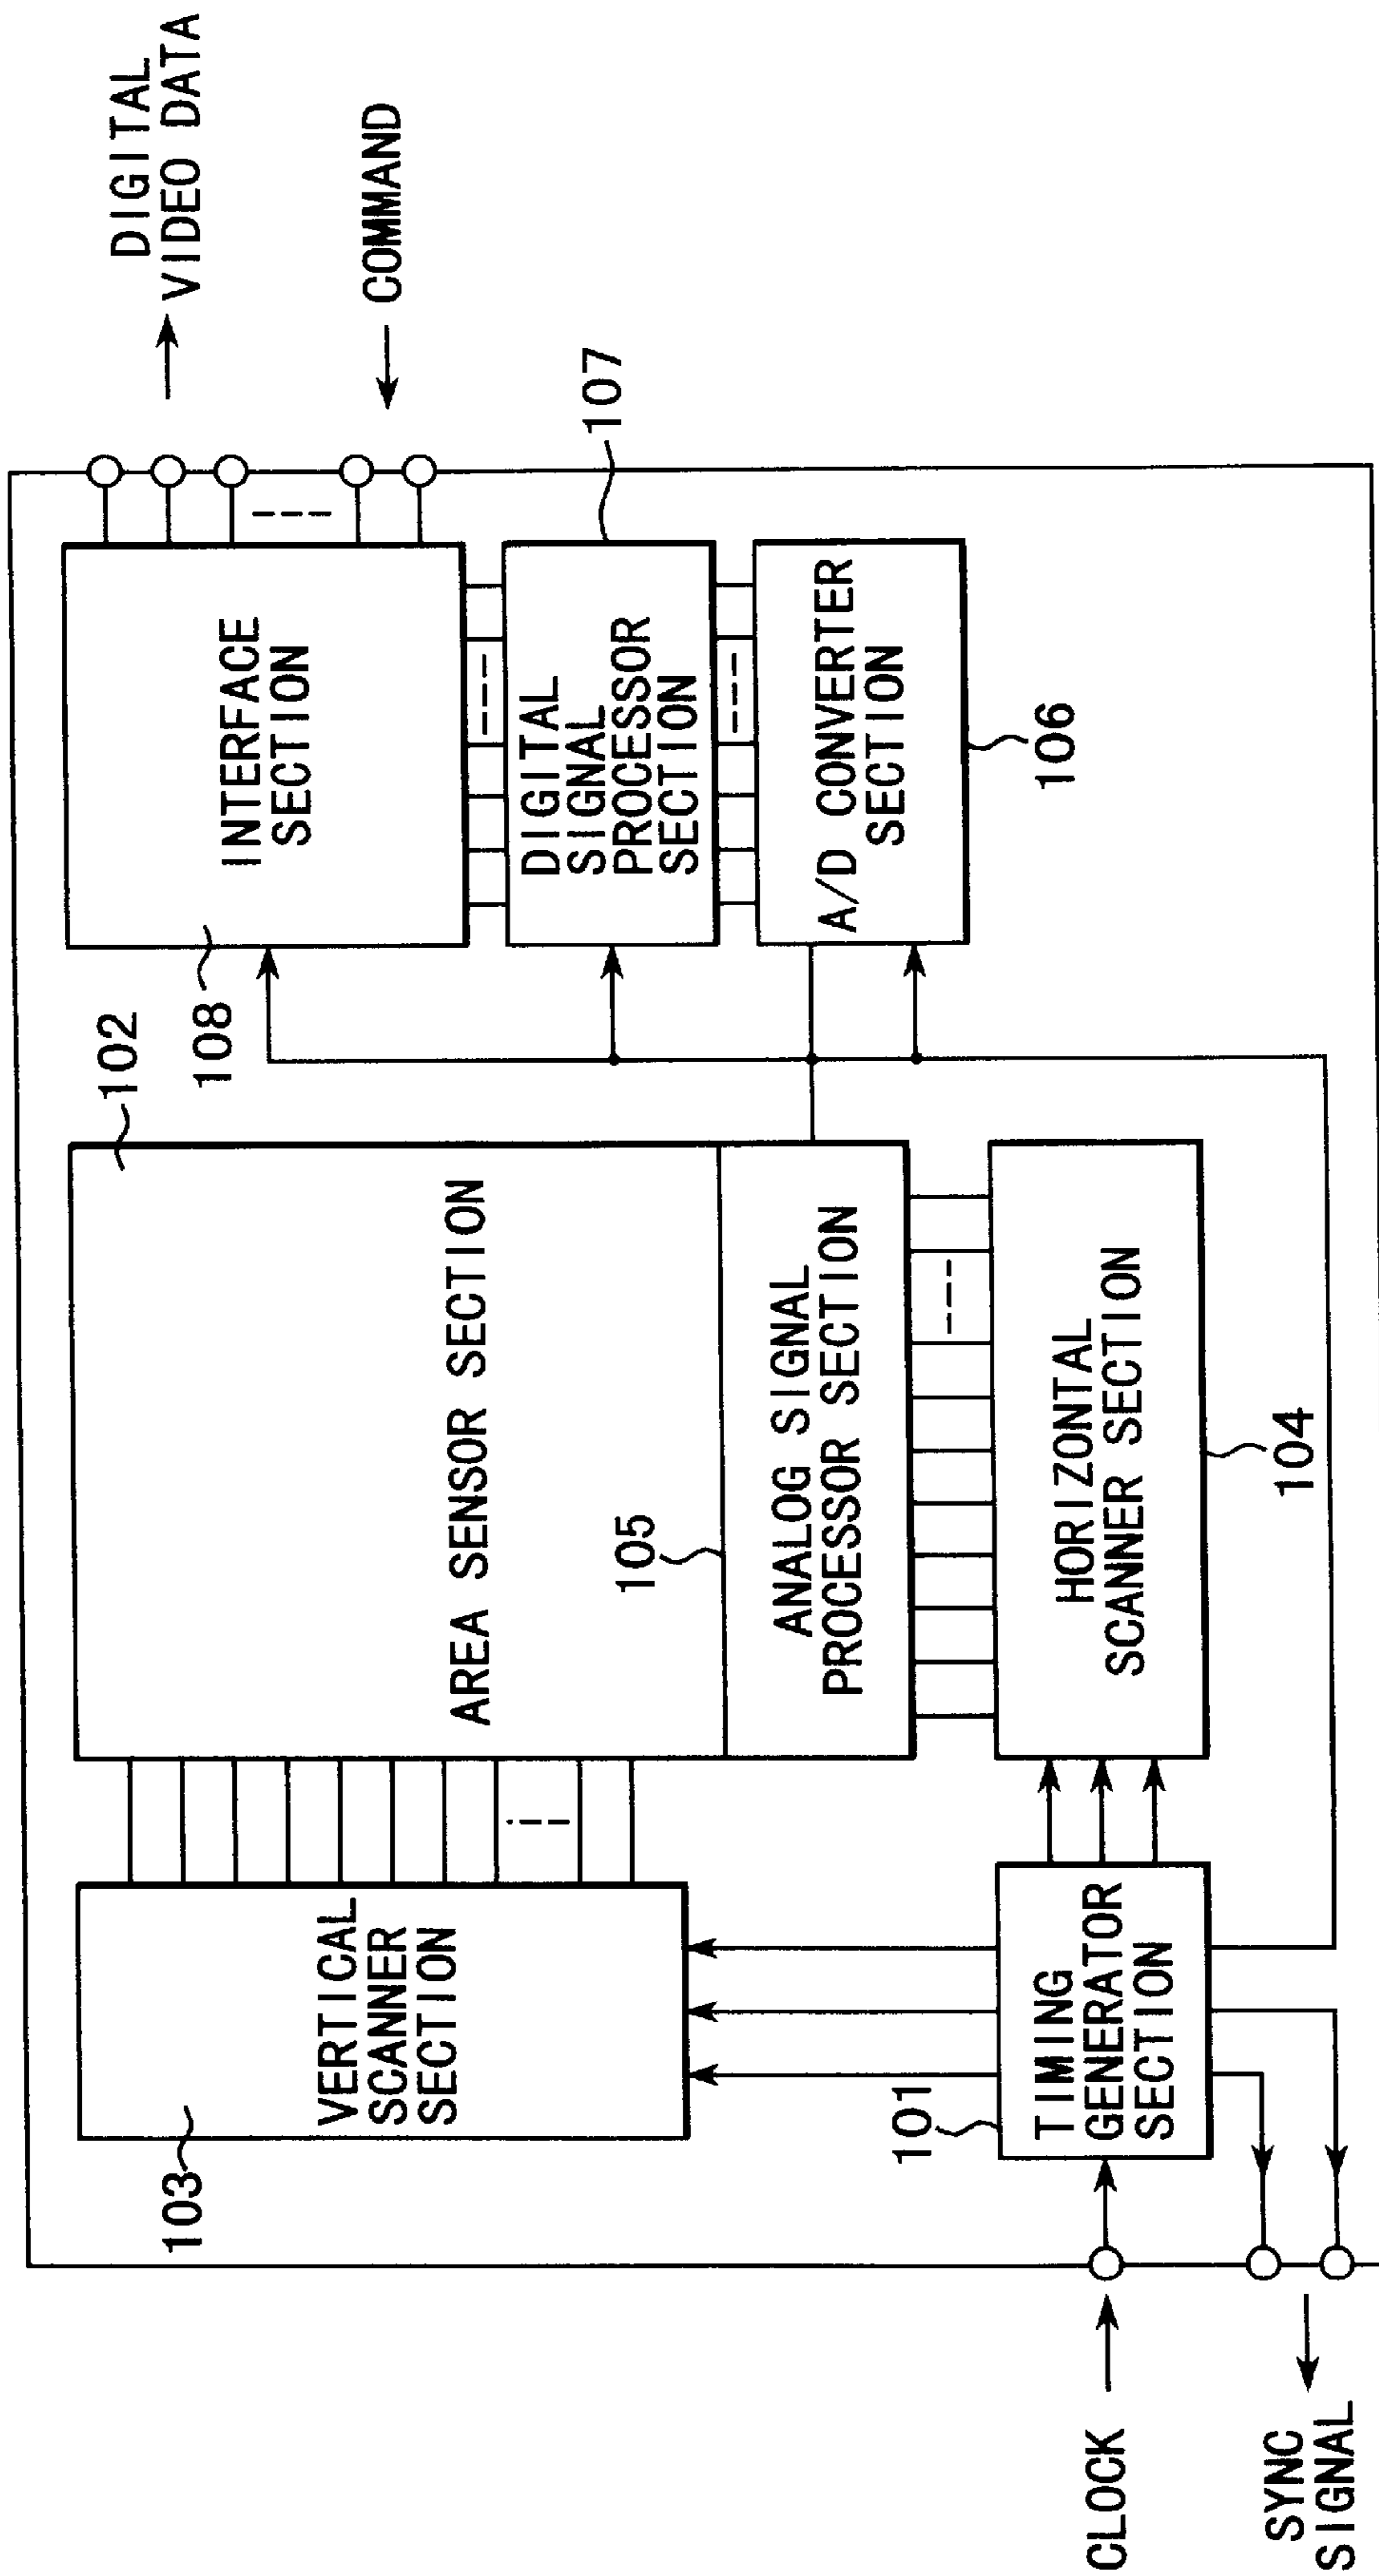 DIGITAL
VIDEO DATA
COMMAND
102
108
INTERFACE
SECTION
107
DIGITAL
SIGNAL
PROCESSOR
SECTION
A/D CONVERTER
SECTION
106
AREA SENSOR SECTION
105
ANALOG SIGNAL
PROCESSOR SECTION
HORIZONTAL
SCANNER SECTION
104
103
VERTICAL
SCANNER
SECTION
101
TIMING
GENERATOR
SECTION
CLOCK
SYNC
SIGNAL